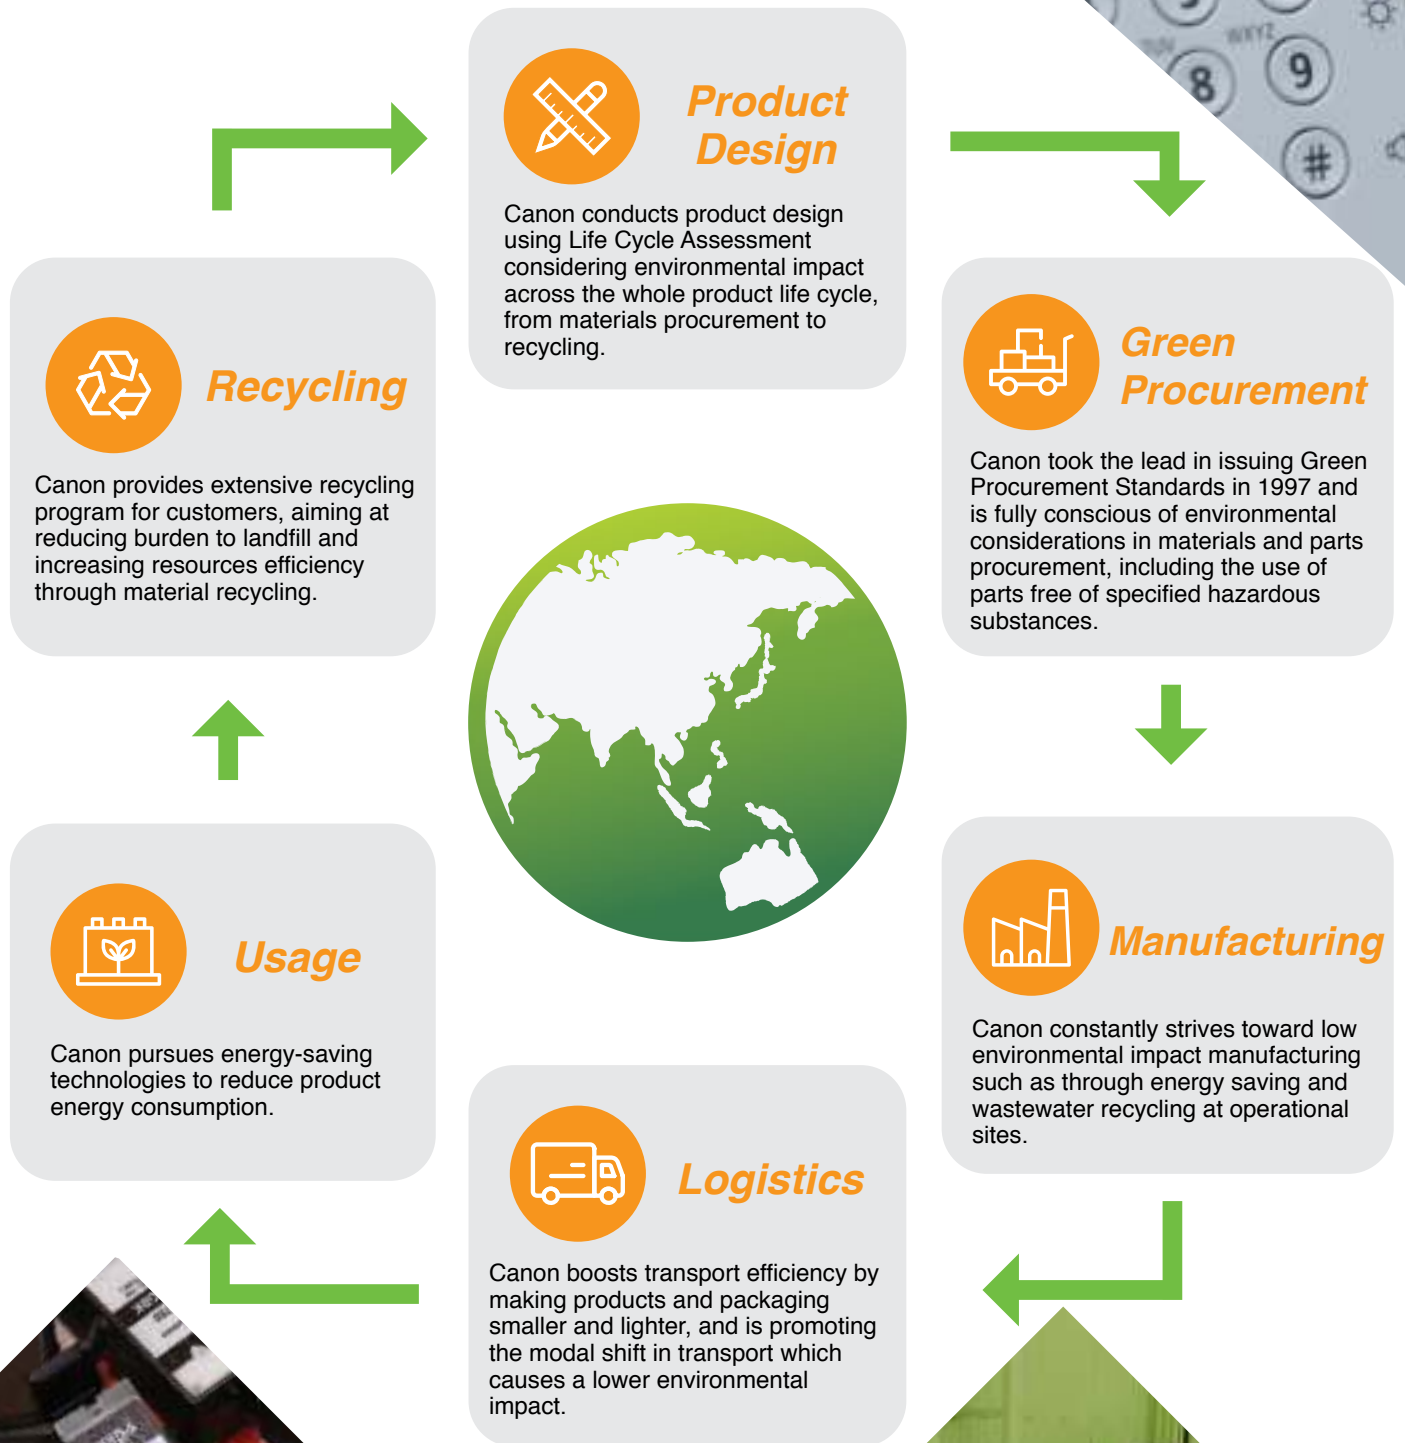 Product
Design
Canon conducts product design
using Life Cycle Assessment
considering environmental impact
across the whole product life cycle,
from materials procurement to
recycling.
WXYZ
8
9
#
Green
Procurement
Canon took the lead in issuing Green
Procurement Standards in 1997 and
is fully conscious of environmental
considerations in materials and parts
procurement, including the use of
parts free of specified hazardous
substances.
Manufacturing
Canon constantly strives toward low
environmental impact manufacturing
such as through energy saving and
wastewater recycling at operational
sites.
Logistics
Canon boosts transport efficiency by
making products and packaging
smaller and lighter, and is promoting
the modal shift in transport which
causes a lower environmental
impact.
Usage
Canon pursues energy-saving
technologies to reduce product
energy consumption.
Recycling
Canon provides extensive recycling
program for customers, aiming at
reducing burden to landfill and
increasing resources efficiency
through material recycling.